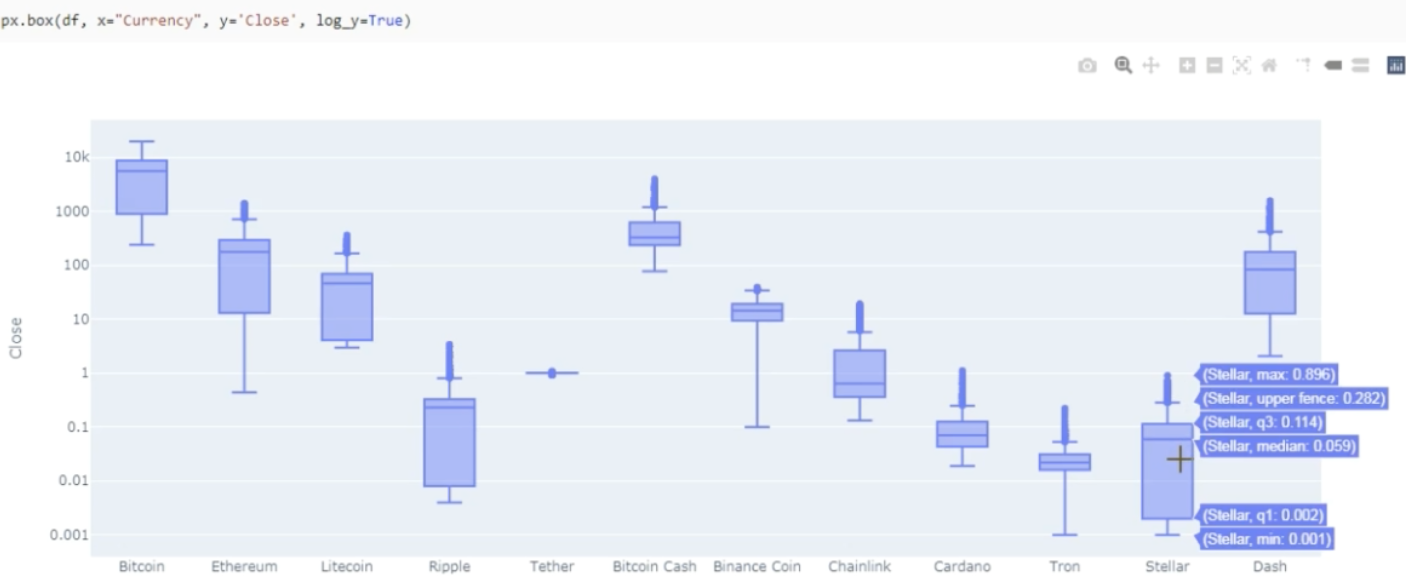 px.box(df, x="Currency", y='Close', log_y=True)
10k
1000
100
10
1
0.1
0.01
0.001
Close
(Stellar, max: 0.896)
(Stellar, upper fence: 0.282)
(Stellar, q3: 0.114)
(Stellar, median: 0.059)
(Stellar, q1: 0.002)
(Stellar, min: 0.001)
Bitcoin Ethereum Litecoin Ripple Tether Bitcoin Cash Binance Coin Chainlink Cardano Tron Stellar Dash